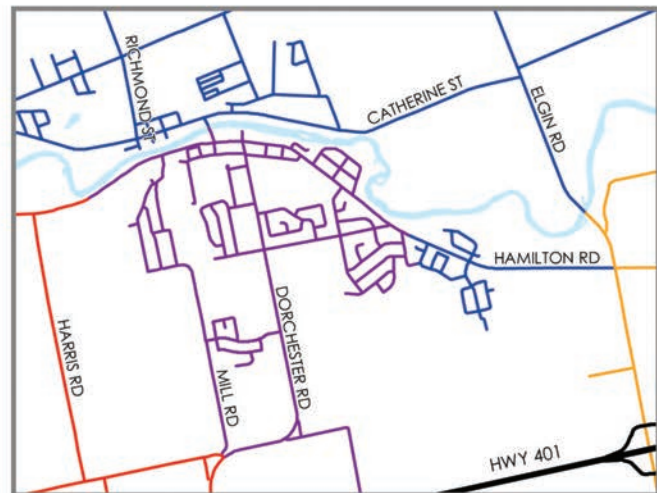 RICHMOND ST
CATHERINE ST
ELGIN RD
HAMILTON RD
HARRIS RD
MILL RD
DORCHESTER RD
HWY 401